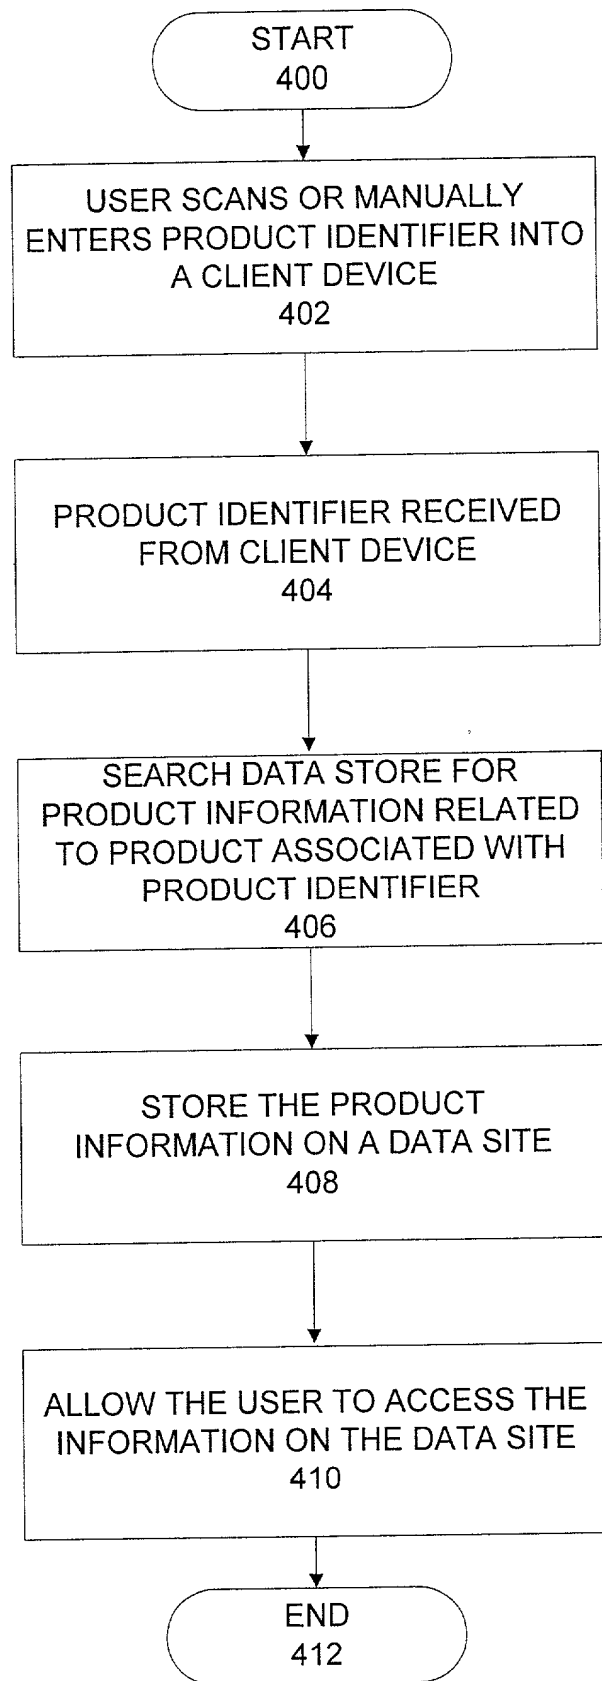 START
400
USER SCANS OR MANUALLY
ENTERS PRODUCT IDENTIFIER INTO
A CLIENT DEVICE
402
PRODUCT IDENTIFIER RECEIVED
FROM CLIENT DEVICE
404
SEARCH DATA STORE FOR
PRODUCT INFORMATION RELATED
TO PRODUCT ASSOCIATED WITH
PRODUCT IDENTIFIER
406
STORE THE PRODUCT
INFORMATION ON A DATA SITE
408
ALLOW THE USER TO ACCESS THE
INFORMATION ON THE DATA SITE
410
END
412